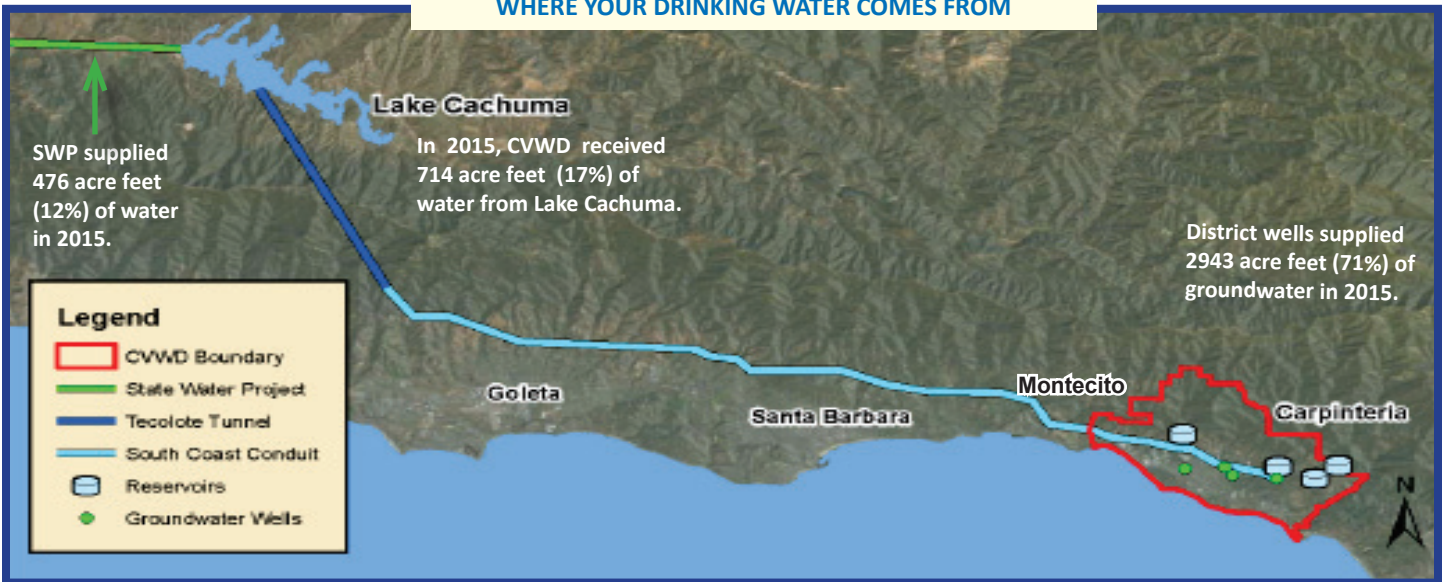 WHERE YOUR DRINKING WATER COMES FROM
Lake Cachuma
SWP supplied
476 acre feet
(12%) of water
in 2015.
In 2015, CVWD received
714 acre feet (17%) of
water from Lake Cachuma.
District wells supplied
2943 acre feet (71%) of
groundwater in 2015.
Legend
CVWD Boundary
State Water Project
Tecolote Tunnel
South Coast Conduit
Reservoirs
Groundwater Wells
Goleta
Santa Barbara
Montecito
Carpinteria
N